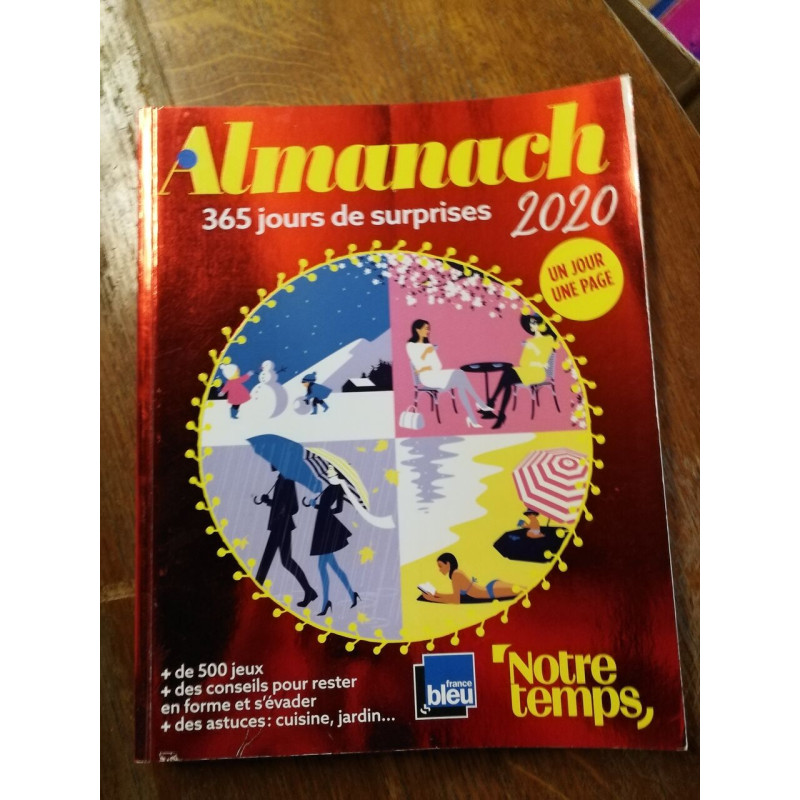 Almanach
365 jours de surprises 2020
UN JOUR
UNE PAGE
+ de 500 jeux
+ des conseils pour rester
en forme et s'évader
+ des astuces : cuisine, jardin...
france
bleu
Notre
temps